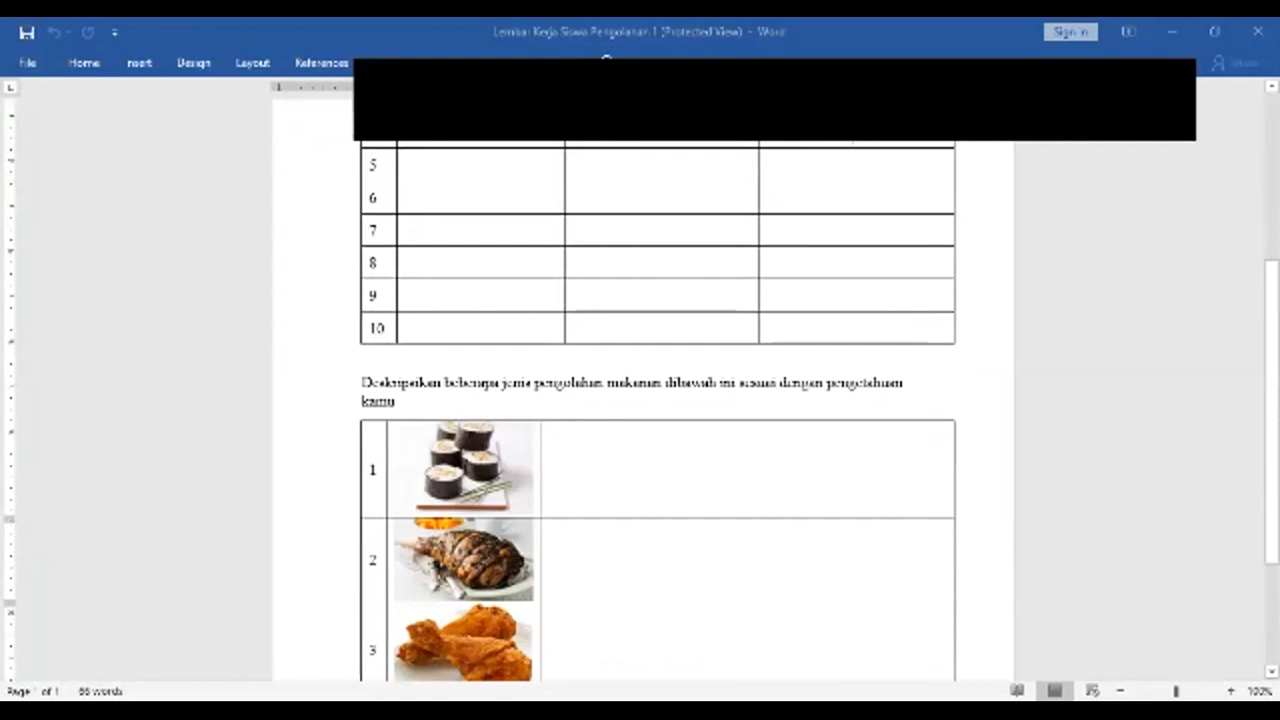 Lembar Kerja Siswa Pengolahan 1 (Protected View) - Word
Sign in
File Home Insert Design Layout References
Share
5
6
7
8
9
10
Deskripsikan beberapa jenis pengolahan makanan dibawah ini sesuai dengan pengetahuan
kamu
1
2
3
Page 1 of 1 66 words
100%